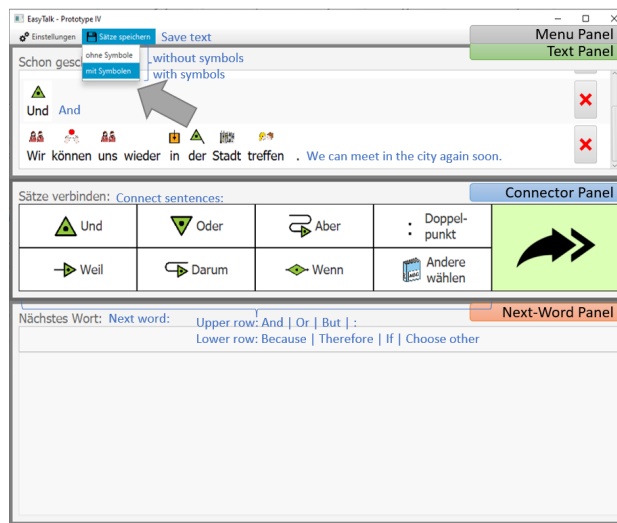 EasyTalk - Prototype IV
Einstellungen Sätze speichern Save text Menu Panel
Text Panel
ohne Symbole without symbols
Schon gesc
mit Symbolen with symbols
Und And
Wir können uns wieder in der Stadt treffen . We can meet in the city again soon.
Connector Panel
Sätze verbinden: Connect sentences:
Und Oder Aber : Doppel-
punkt
Weil Darum Wenn Andere
wählen
Next-Word Panel
Nächstes Wort: Next word: Upper row: And | Or | But | :
Lower row: Because | Therefore | If | Choose other